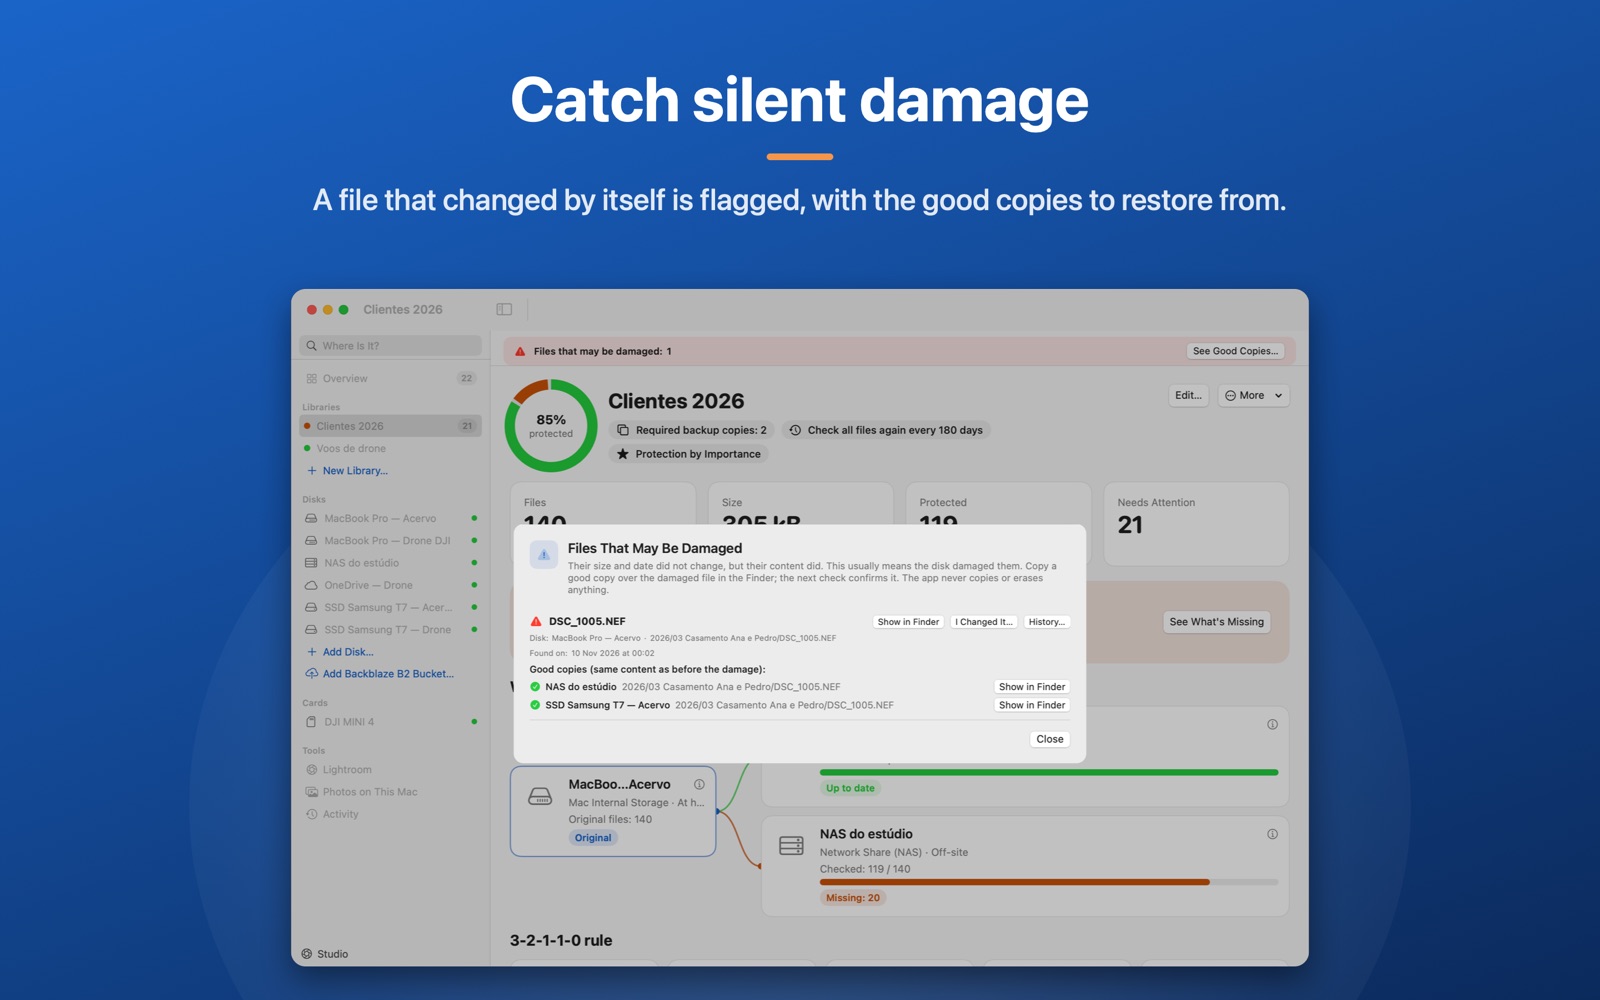 Catch silent damage
A file that changed by itself is flagged, with the good copies to restore from.
Clientes 2026
Where Is It?
Overview 22
Libraries
Clientes 2026 21
Voos de drone
New Library...
Disks
MacBook Pro — Acervo
MacBook Pro — Drone DJI
NAS do estúdio
OneDrive — Drone
SSD Samsung T7 — Acer...
SSD Samsung T7 — Drone
Add Disk...
Add Backblaze B2 Bucket...
Cards
DJI MINI 4
Tools
Lightroom
Photos on This Mac
Activity
Studio
Files that may be damaged: 1
See Good Copies...
85%
protected
Clientes 2026
Edit...
More
Required backup copies: 2
Check all files again every 180 days
Protection by Importance
Files
140
Size
305 kB
Protected
119
Needs Attention
21
See What's Missing
Files That May Be Damaged
Their size and date did not change, but their content did. This usually means the disk damaged them. Copy a
good copy over the damaged file in the Finder; the next check confirms it. The app never copies or erases
anything.
DSC_1005.NEF
Show in Finder
I Changed It...
History...
Disk: MacBook Pro — Acervo · 2026/03 Casamento Ana e Pedro/DSC_1005.NEF
Found on: 10 Nov 2026 at 00:02
Good copies (same content as before the damage):
NAS do estúdio 2026/03 Casamento Ana e Pedro/DSC_1005.NEF
Show in Finder
SSD Samsung T7 — Acervo 2026/03 Casamento Ana e Pedro/DSC_1005.NEF
Show in Finder
Close
MacBoo...Acervo
Mac Internal Storage · At h...
Original files: 140
Original
Up to date
NAS do estúdio
Network Share (NAS) · Off-site
Checked: 119 / 140
Missing: 20
3-2-1-1-0 rule